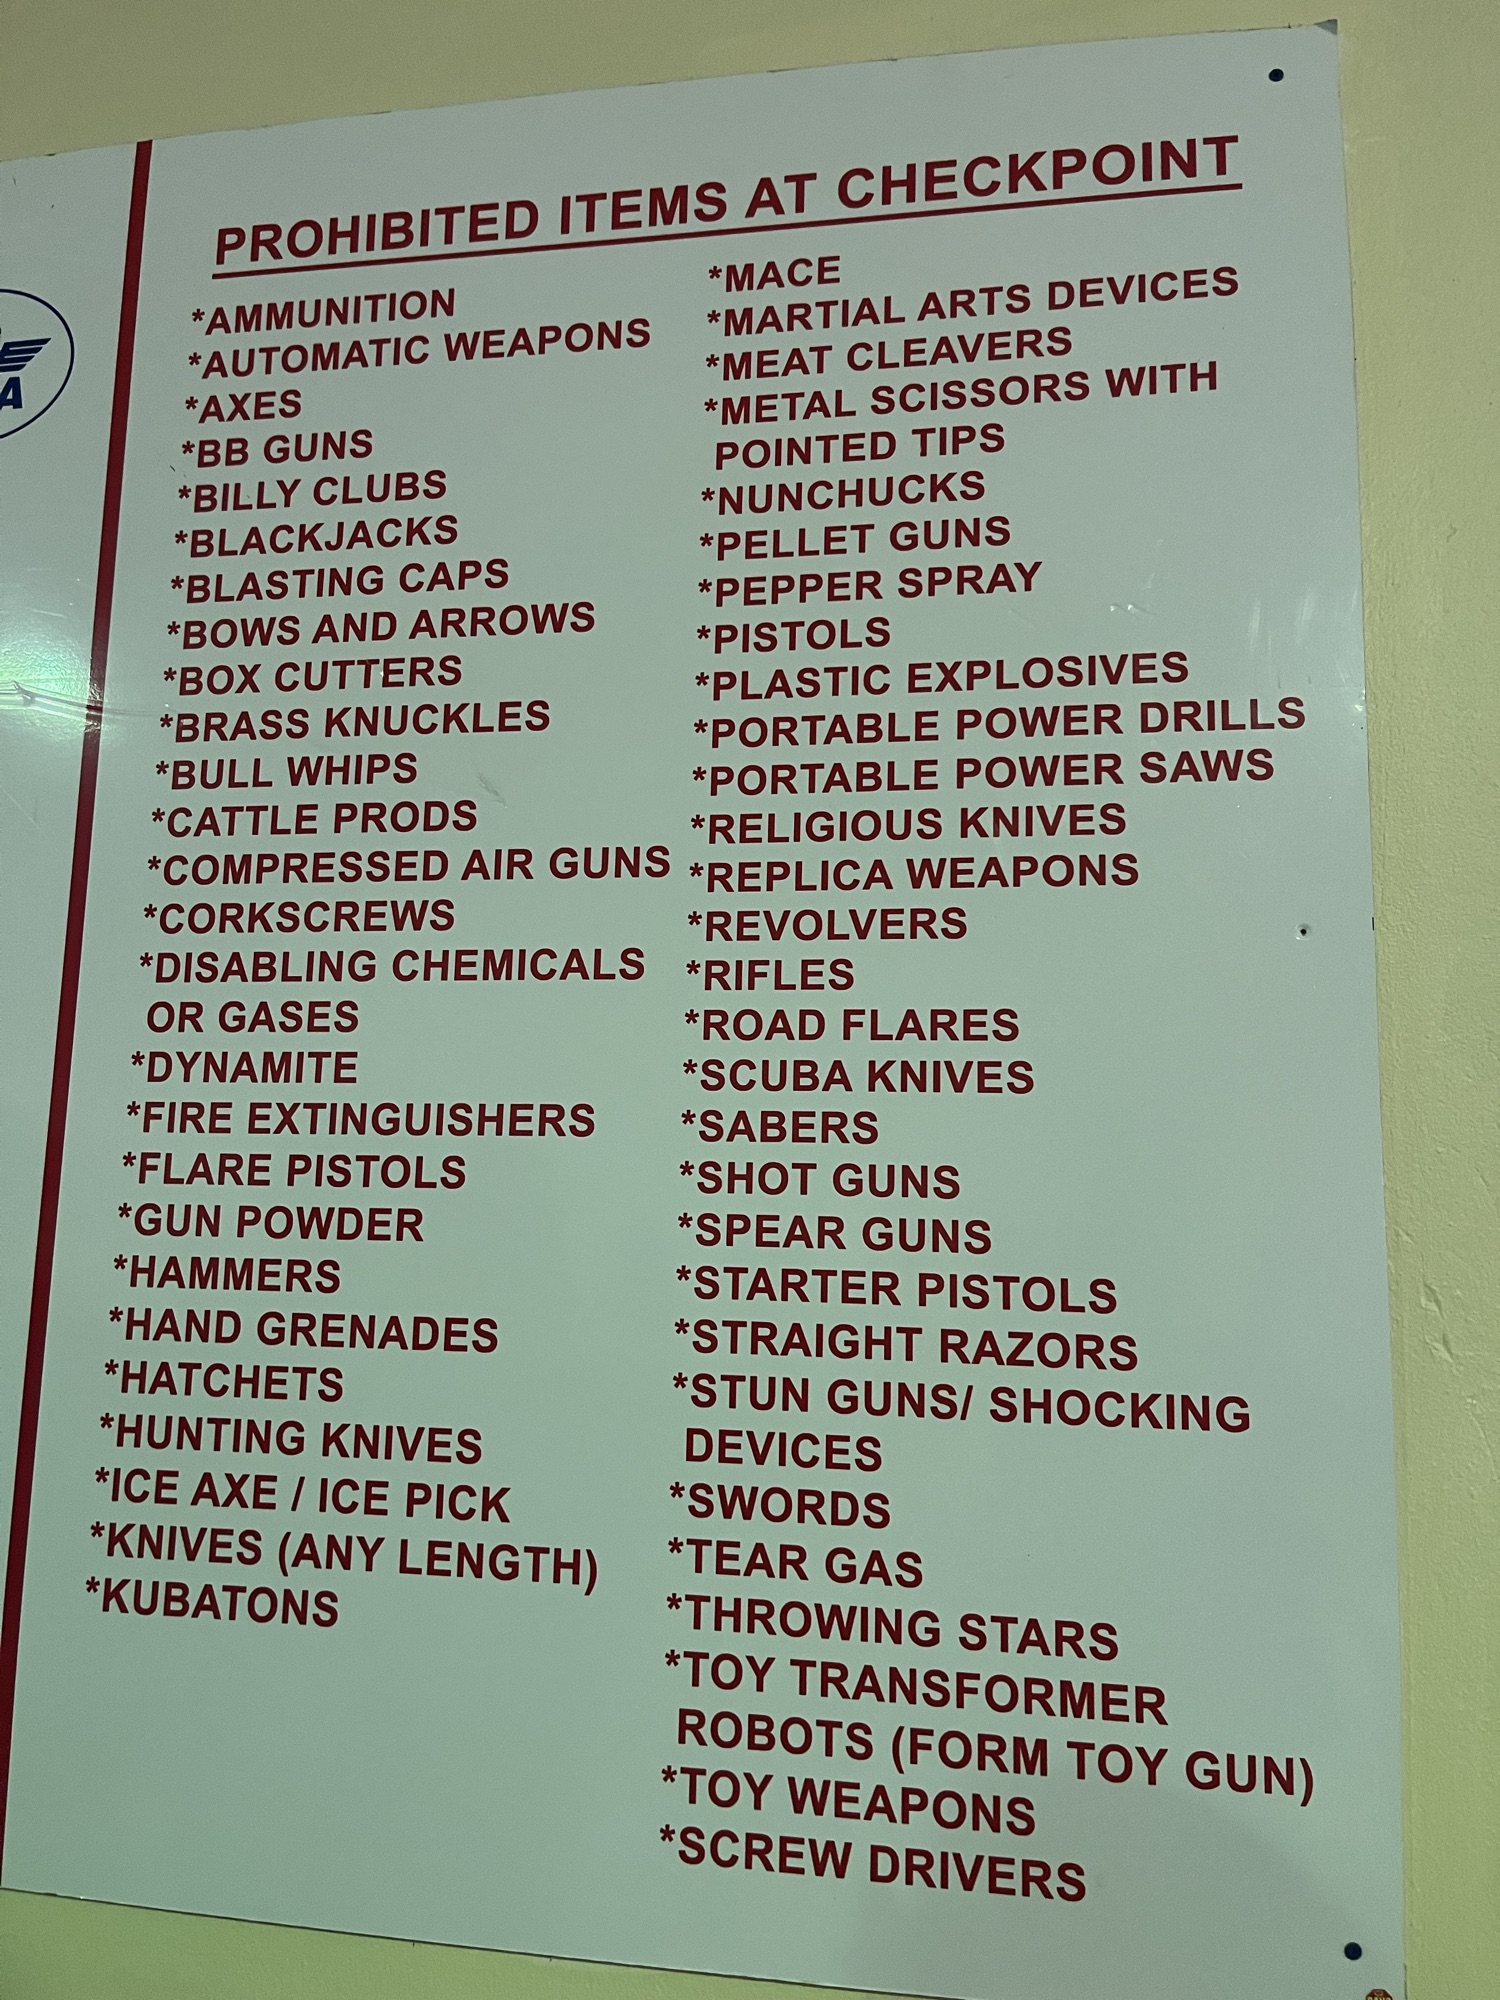 PROHIBITED ITEMS AT CHECKPOINT
*AMMUNITION
*AUTOMATIC WEAPONS
*AXES
*BB GUNS
*BILLY CLUBS
*BLACKJACKS
*BLASTING CAPS
*BOWS AND ARROWS
*BOX CUTTERS
*BRASS KNUCKLES
*BULL WHIPS
*CATTLE PRODS
*COMPRESSED AIR GUNS
*CORKSCREWS
*DISABLING CHEMICALS
OR GASES
*DYNAMITE
*FIRE EXTINGUISHERS
*FLARE PISTOLS
*GUN POWDER
*HAMMERS
*HAND GRENADES
*HATCHETS
*HUNTING KNIVES
*ICE AXE / ICE PICK
*KNIVES (ANY LENGTH)
*KUBATONS
*MACE
*MARTIAL ARTS DEVICES
*MEAT CLEAVERS
*METAL SCISSORS WITH
POINTED TIPS
*NUNCHUCKS
*PELLET GUNS
*PEPPER SPRAY
*PISTOLS
*PLASTIC EXPLOSIVES
*PORTABLE POWER DRILLS
*PORTABLE POWER SAWS
*RELIGIOUS KNIVES
*REPLICA WEAPONS
*REVOLVERS
*RIFLES
*ROAD FLARES
*SCUBA KNIVES
*SABERS
*SHOT GUNS
*SPEAR GUNS
*STARTER PISTOLS
*STRAIGHT RAZORS
*STUN GUNS/ SHOCKING
DEVICES
*SWORDS
*TEAR GAS
*THROWING STARS
*TOY TRANSFORMER
ROBOTS (FORM TOY GUN)
*TOY WEAPONS
*SCREW DRIVERS